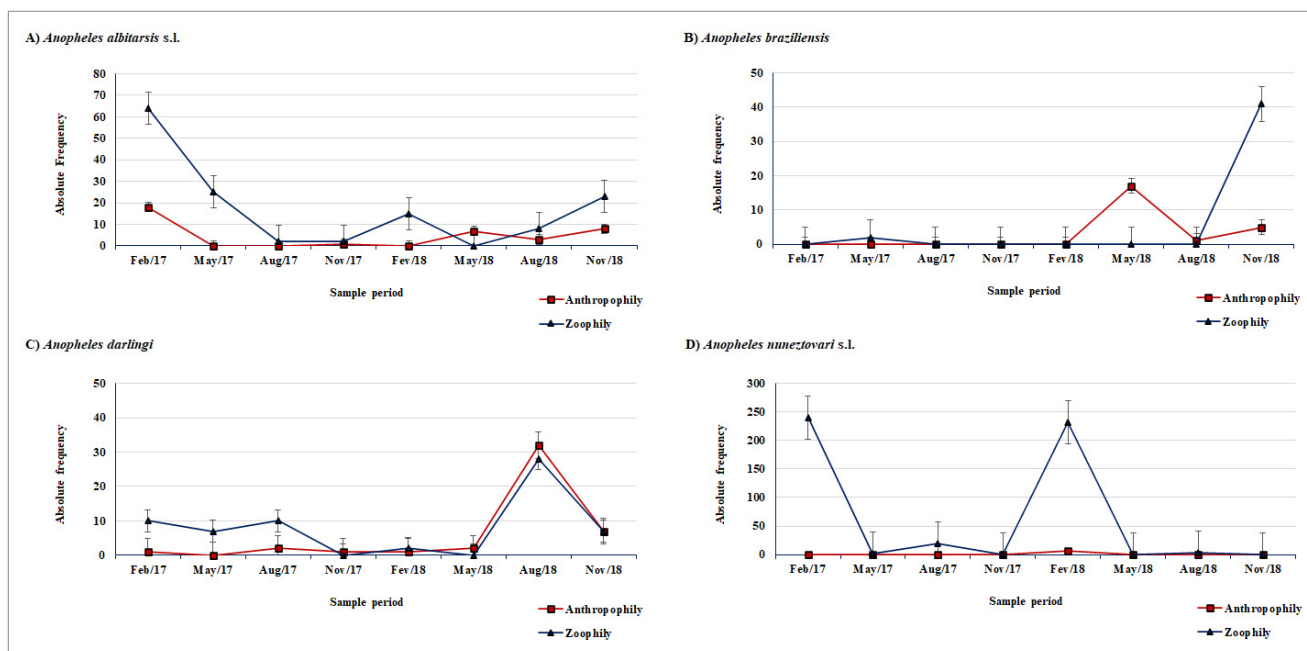 A) Anopheles albitarsis s.l.
80
70
60
50
40
30
20
10
0
Absolute Frequency
Feb/17 May/17 Aug/17 Nov/17 Fev/18 May/18 Aug/18 Nov/18
Sample period
Anthropophily
Zoophily
B) Anopheles braziliensis
50
40
30
20
10
0
Absolute frequency
Feb/17 May/17 Aug/17 Nov/17 Fev/18 May/18 Aug/18 Nov/18
Sample period
Anthropophily
Zoophily
C) Anopheles darlingi
50
40
30
20
10
0
Absolute frequency
Feb/17 May/17 Aug/17 Nov/17 Fev/18 May/18 Aug/18 Nov/18
Sample period
Anthropophily
Zoophily
D) Anopheles nuneztovari s.l.
300
250
200
150
100
50
0
Absolute frequency
Feb/17 May/17 Aug/17 Nov/17 Fev/18 May/18 Aug/18 Nov/18
Sample period
Anthropophily
Zoophily